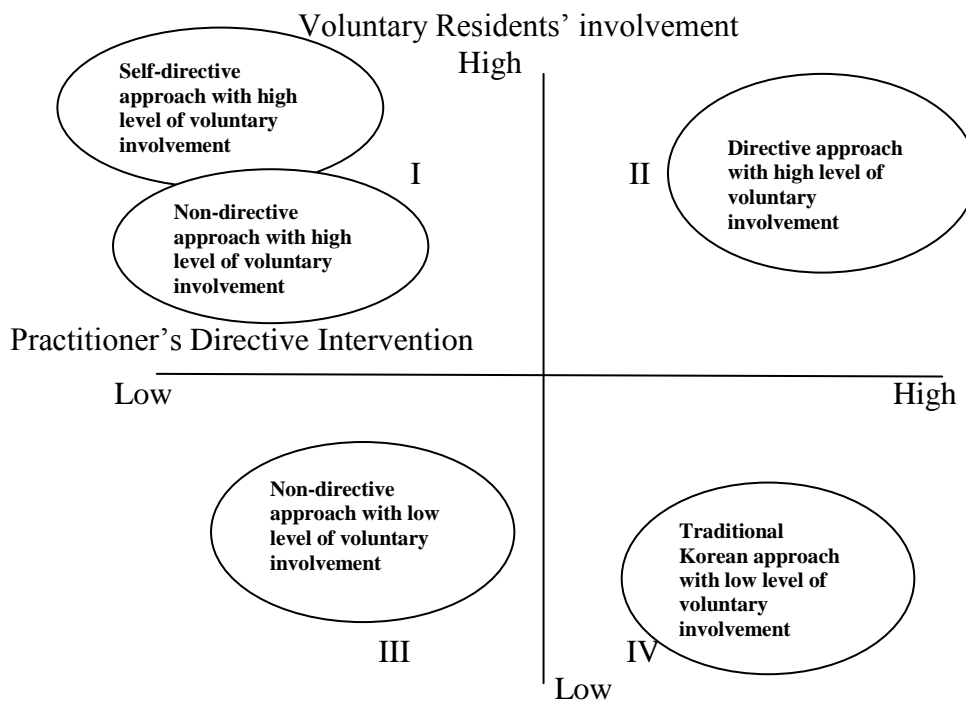 Voluntary Residents’ involvement
High
Self-directive
approach with high
level of voluntary
involvement
I
II
Directive approach
with high level of
voluntary
involvement
Non-directive
approach with high
level of voluntary
involvement
Practitioner’s Directive Intervention
Low
High
Non-directive
approach with low
level of voluntary
involvement
Traditional
Korean approach
with low level of
voluntary
involvement
III
IV
Low